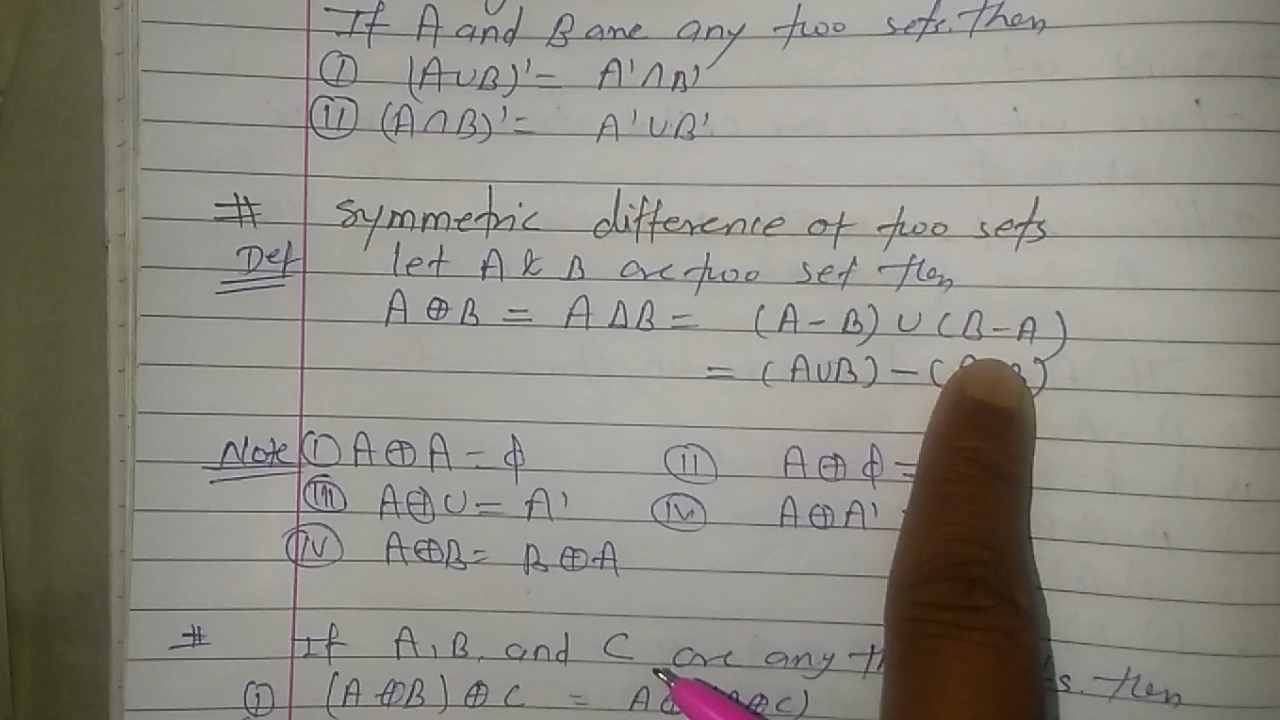 If A and B are any two sets. then
(I) (A∪B)' = A'∩B'
(II) (A∩B)' = A'∪B'
# Symmetric difference of two sets
Def let A & B are two set then
A ⊕ B = A Δ B = (A - B) ∪ (B - A)
= (A∪B) - (
Note (I) A ⊕ A = ϕ (II) A ⊕ ϕ =
(III) A ⊕ U = A' (IV) A ⊕ A'
(IV) A ⊕ B = B ⊕ A
# If A, B, and C are any then
(I) (A ⊕ B) ⊕ C = A ⊕ C)